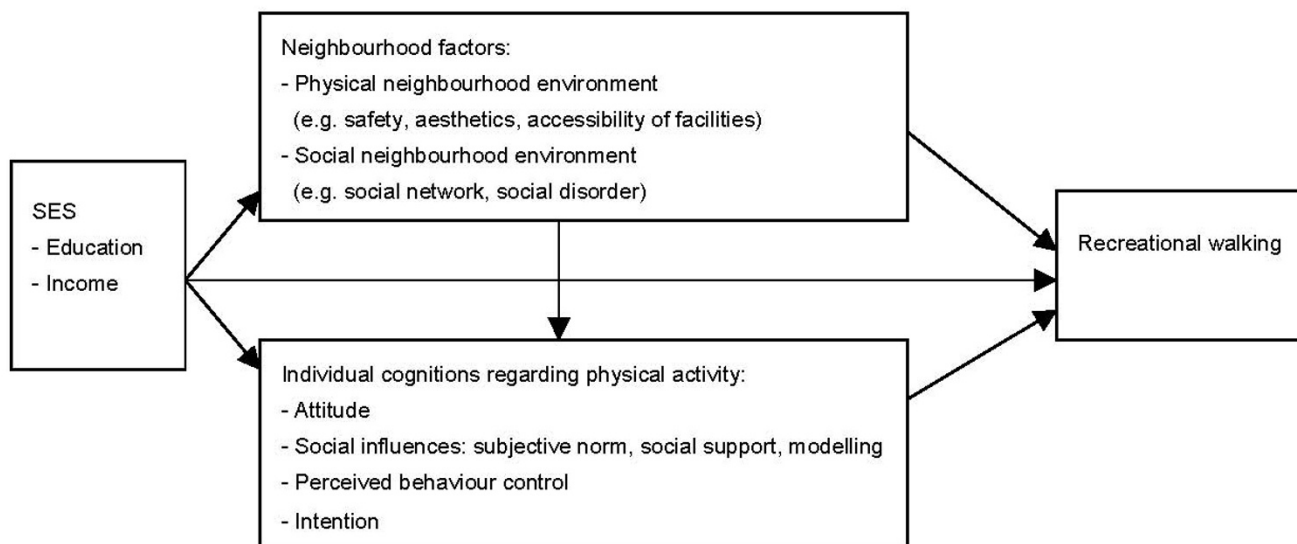 Neighbourhood factors:
- Physical neighbourhood environment
(e.g. safety, aesthetics, accessibility of facilities)
- Social neighbourhood environment
(e.g. social network, social disorder)
SES
- Education
- Income
Recreational walking
Individual cognitions regarding physical activity:
- Attitude
- Social influences: subjective norm, social support, modelling
- Perceived behaviour control
- Intention